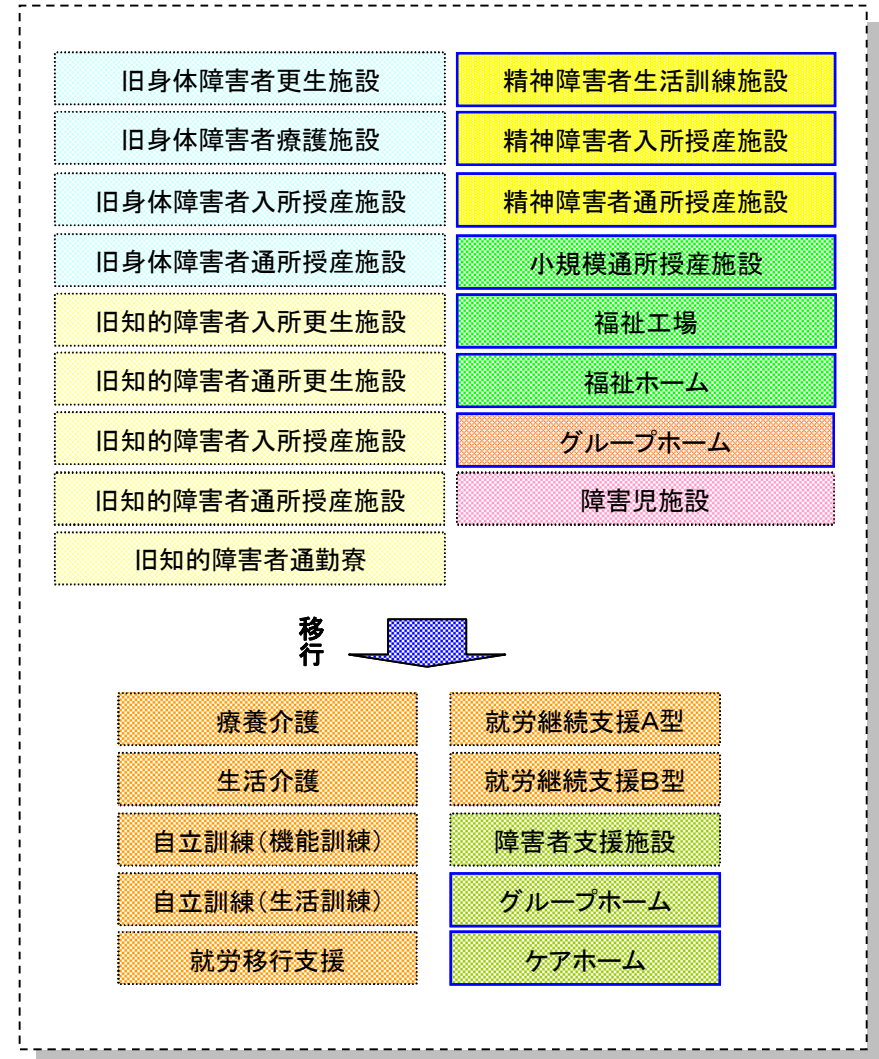 旧身体障害者更生施設
旧身体障害者療護施設
旧身体障害者入所授産施設
旧身体障害者通所授産施設
旧知的障害者入所更生施設
旧知的障害者通所更生施設
旧知的障害者入所授産施設
旧知的障害者通所授産施設
旧知的障害者通勤寮
精神障害者生活訓練施設
精神障害者入所授産施設
精神障害者通所授産施設
小規模通所授産施設
福祉工場
福祉ホーム
グループホーム
障害児施設
移行
療養介護
生活介護
自立訓練(機能訓練)
自立訓練(生活訓練)
就労移行支援
就労継続支援A型
就労継続支援B型
障害者支援施設
グループホーム
ケアホーム